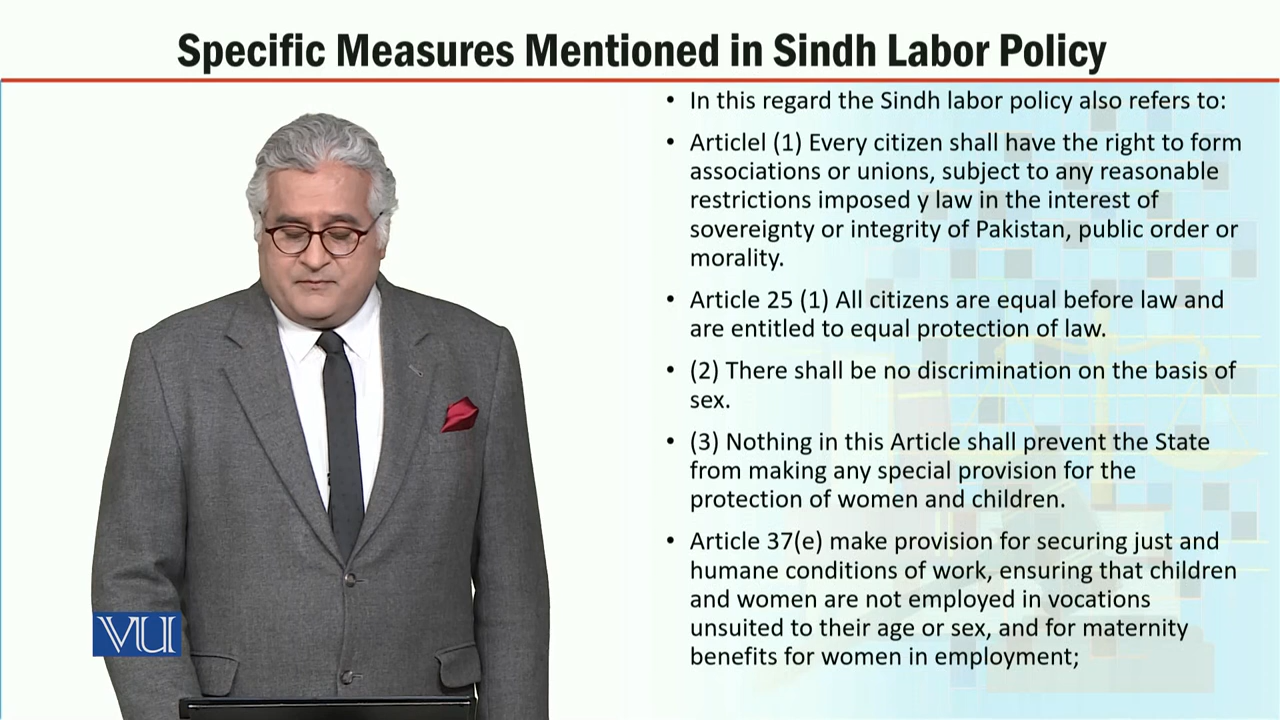 Specific Measures Mentioned in Sindh Labor Policy
• In this regard the Sindh labor policy also refers to:
• Articlel (1) Every citizen shall have the right to form
associations or unions, subject to any reasonable
restrictions imposed y law in the interest of
sovereignty or integrity of Pakistan, public order or
morality.
• Article 25 (1) All citizens are equal before law and
are entitled to equal protection of law.
• (2) There shall be no discrimination on the basis of
sex.
• (3) Nothing in this Article shall prevent the State
from making any special provision for the
protection of women and children.
• Article 37(e) make provision for securing just and
humane conditions of work, ensuring that children
and women are not employed in vocations
unsuited to their age or sex, and for maternity
benefits for women in employment;
VU